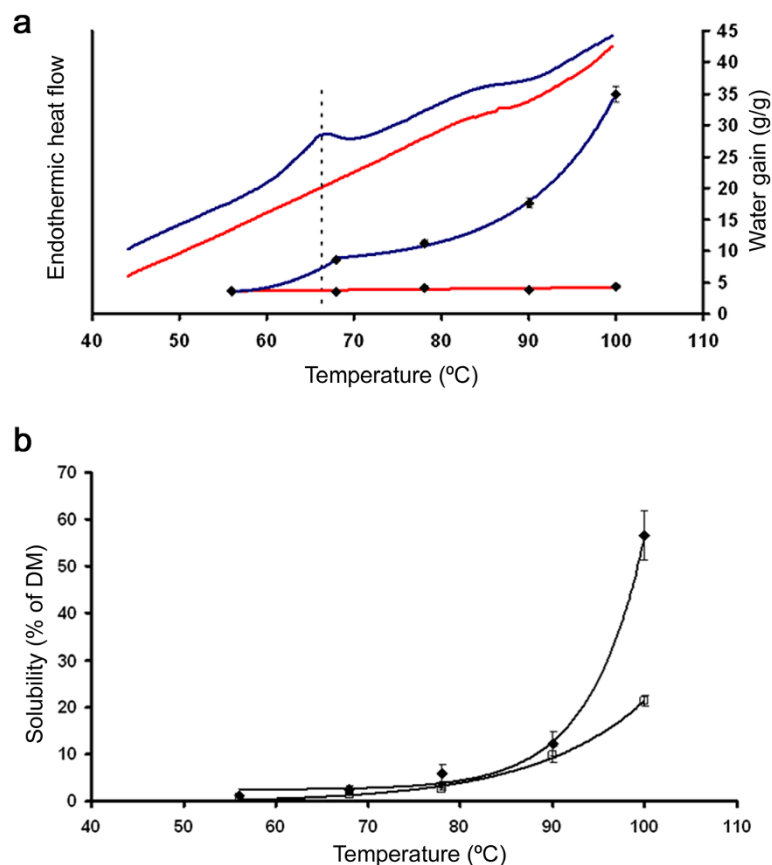 a
Endothermic heat flow
45
40
35
30
25
20
15
10
5
0
Water gain (g/g)
40 50 60 70 80 90 100 110
Temperature (ºC)
b
Solubility (% of DM)
70
60
50
40
30
20
10
0
40 50 60 70 80 90 100 110
Temperature (ºC)